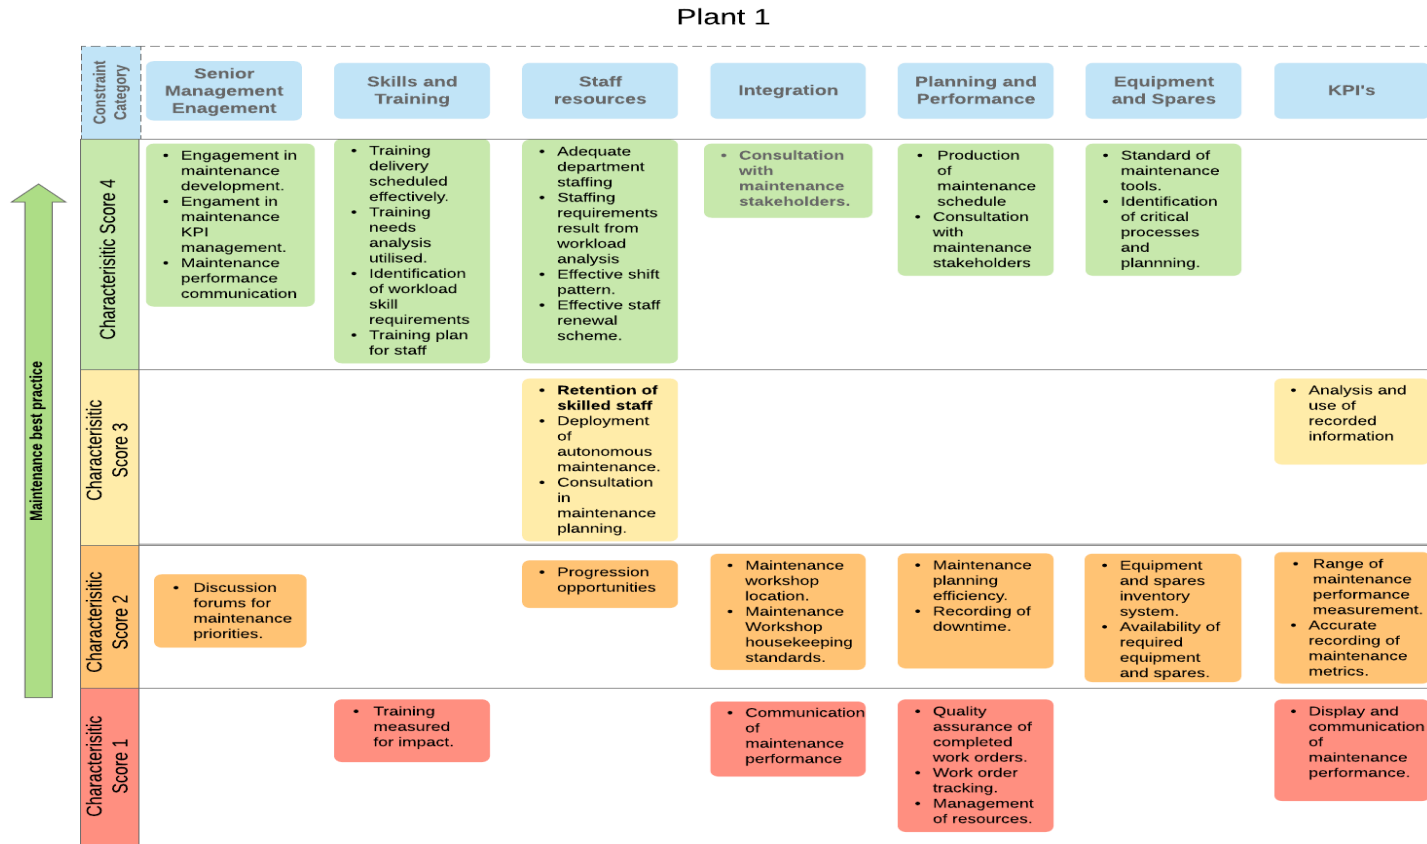 Plant 1
Constraint
Category
Senior
Management
Enagement
Skills and
Training
Staff
resources
Integration
Planning and
Performance
Equipment
and Spares
KPI's
Maintenance best practice
Characterisitic Score 4
• Engagement in
maintenance
development.
• Engament in
maintenance
KPI
management.
• Maintenance
performance
communication
• Training
delivery
scheduled
effectively.
• Training
needs
analysis
utilised.
• Identification
of workload
skill
requirements
• Training plan
for staff
• Adequate
department
staffing
• Staffing
requirements
result from
workload
analysis
• Effective shift
pattern.
• Effective staff
renewal
scheme.
• Consultation
with
maintenance
stakeholders.
• Production
of
maintenance
schedule
• Consultation
with
maintenance
stakeholders
• Standard of
maintenance
tools.
• Identification
of critical
processes
and
plannning.
Characterisitic
Score 3
• Retention of
skilled staff
• Deployment
of
autonomous
maintenance.
• Consultation
in
maintenance
planning.
• Analysis and
use of
recorded
information
Characterisitic
Score 2
• Discussion
forums for
maintenance
priorities.
• Progression
opportunities
• Maintenance
workshop
location.
• Maintenance
Workshop
housekeeping
standards.
• Maintenance
planning
efficiency.
• Recording of
downtime.
• Equipment
and spares
inventory
system.
• Availability of
required
equipment
and spares.
• Range of
maintenance
performance
measurement.
• Accurate
recording of
maintenance
metrics.
Characterisitic
Score 1
• Training
measured
for impact.
• Communication
of
maintenance
performance
• Quality
assurance of
completed
work orders.
• Work order
tracking.
• Management
of resources.
• Display and
communication
of
maintenance
performance.